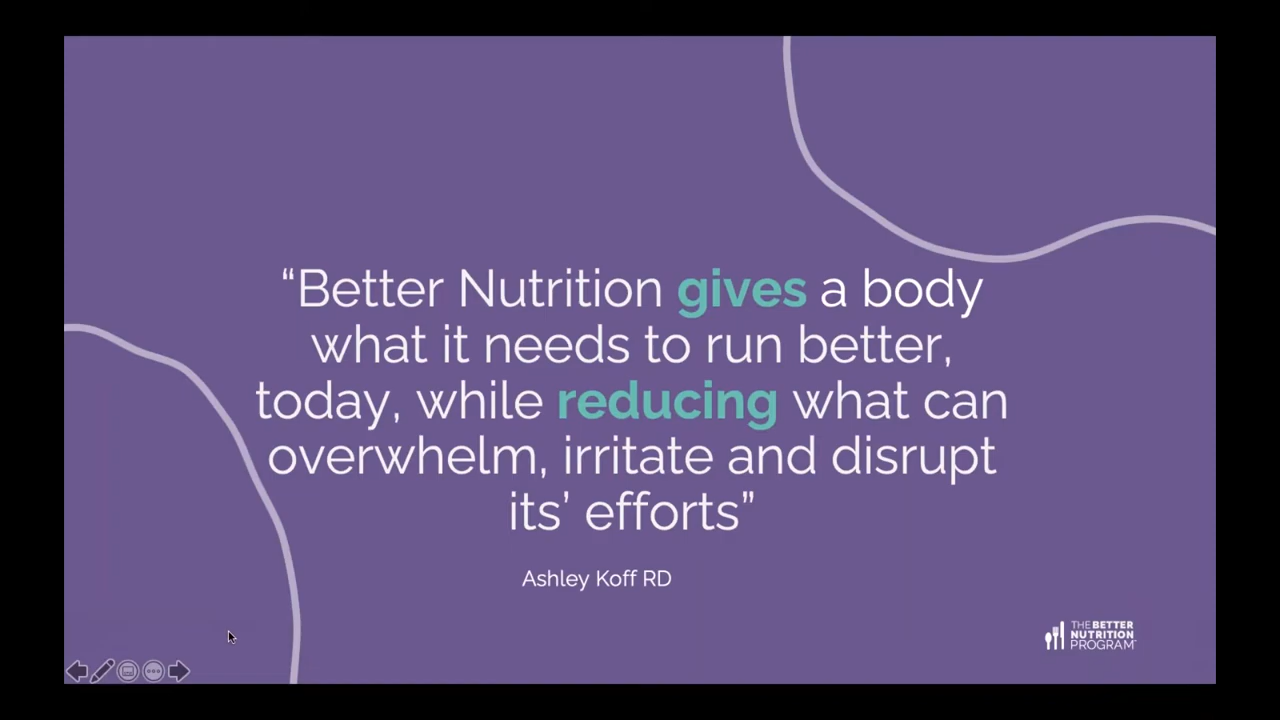 “Better Nutrition gives a body
what it needs to run better,
today, while reducing what can
overwhelm, irritate and disrupt
its’ efforts”
Ashley Koff RD
THE BETTER
NUTRITION
PROGRAM